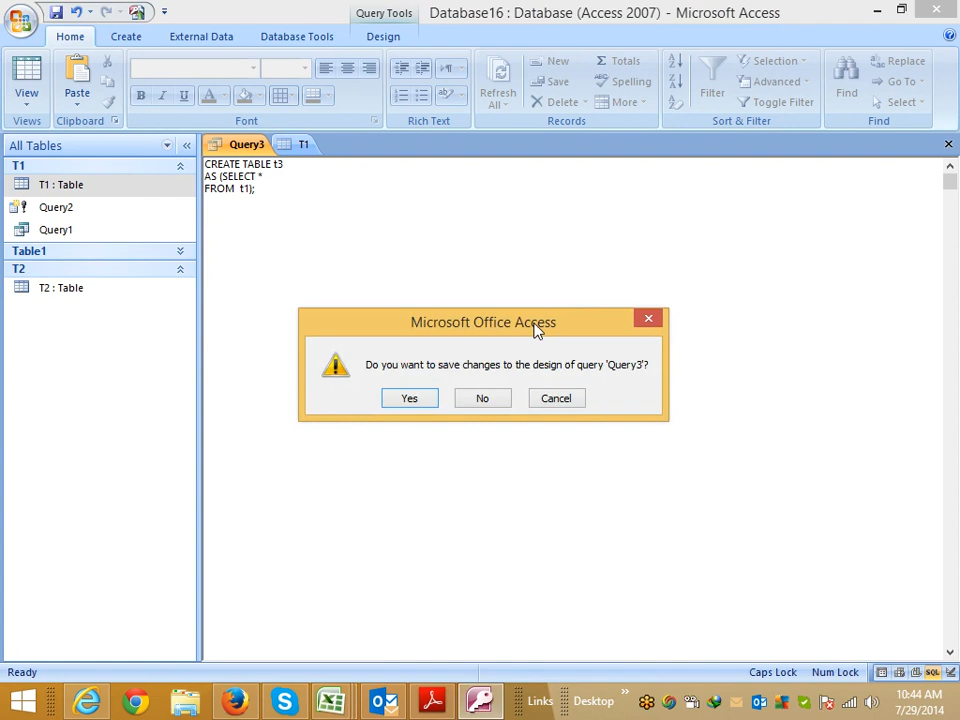 Query Tools
Database16 : Database (Access 2007) - Microsoft Access
Home
Create
External Data
Database Tools
Design
View
Views
Paste
Clipboard
B I U A
Font
Rich Text
Refresh
All
New
Save
Delete
Totals
Spelling
More
Records
Filter
Selection
Advanced
Toggle Filter
Sort & Filter
Find
Replace
Go To
Select
Find
All Tables
T1
T1 : Table
Query2
Query1
Table1
T2
T2 : Table
Query3
T1
CREATE TABLE t3
AS (SELECT *
FROM t1);
Microsoft Office Access
Do you want to save changes to the design of query 'Query3'?
Yes
No
Cancel
Ready
Caps Lock
Num Lock
SQL
Links
Desktop
10:44 AM
7/29/2014